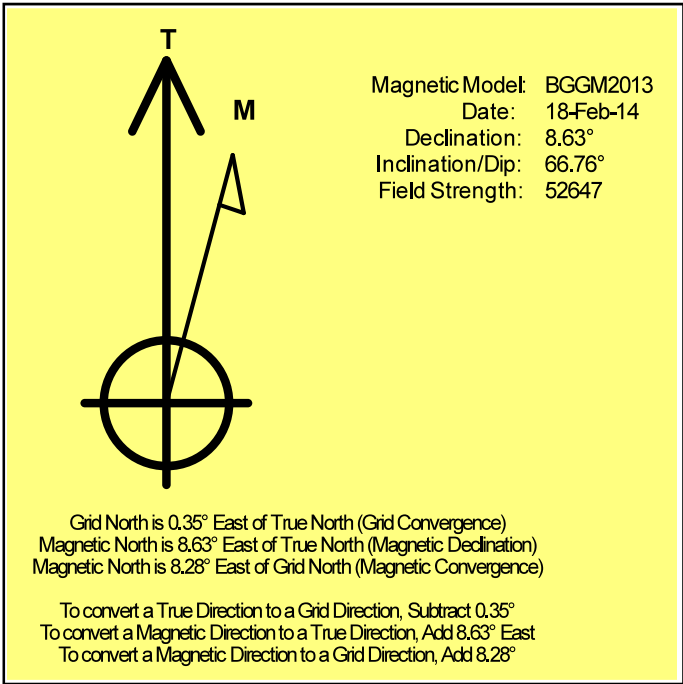 T
M
Magnetic Model: BGGM2013
Date: 18-Feb-14
Declination: 8.63°
Inclination/Dip: 66.76°
Field Strength: 52647
Grid North is 0.35° East of True North (Grid Convergence)
Magnetic North is 8.63° East of True North (Magnetic Declination)
Magnetic North is 8.28° East of Grid North (Magnetic Convergence)
To convert a True Direction to a Grid Direction, Subtract 0.35°
To convert a Magnetic Direction to a True Direction, Add 8.63° East
To convert a Magnetic Direction to a Grid Direction, Add 8.28°